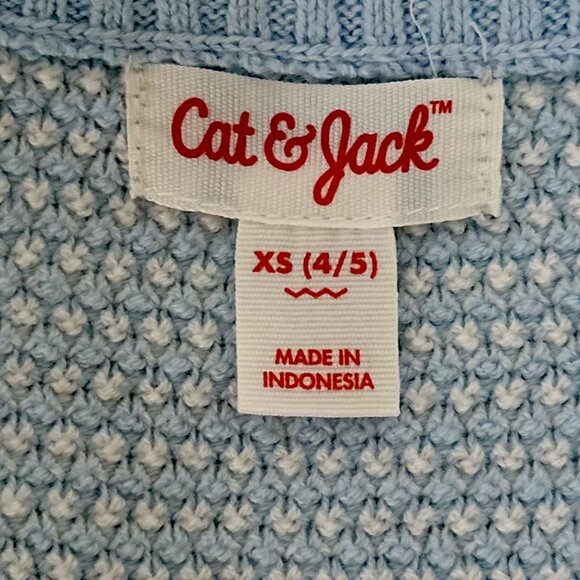 Cat & Jack™
XS (4/5)
MADE IN
INDONESIA